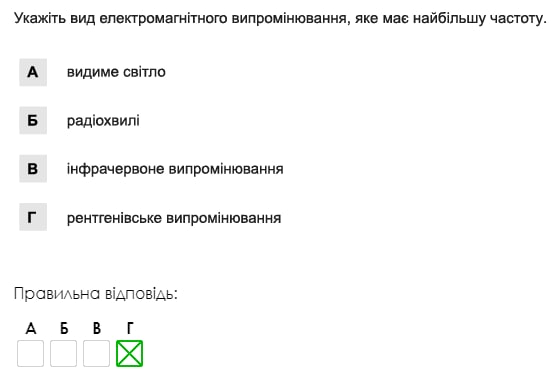 Укажіть вид електромагнітного випромінювання, яке має найбільшу частоту.
А видиме світло
Б радіохвилі
В інфрачервоне випромінювання
Г рентгенівське випромінювання
Правильна відповідь:
А Б В Г